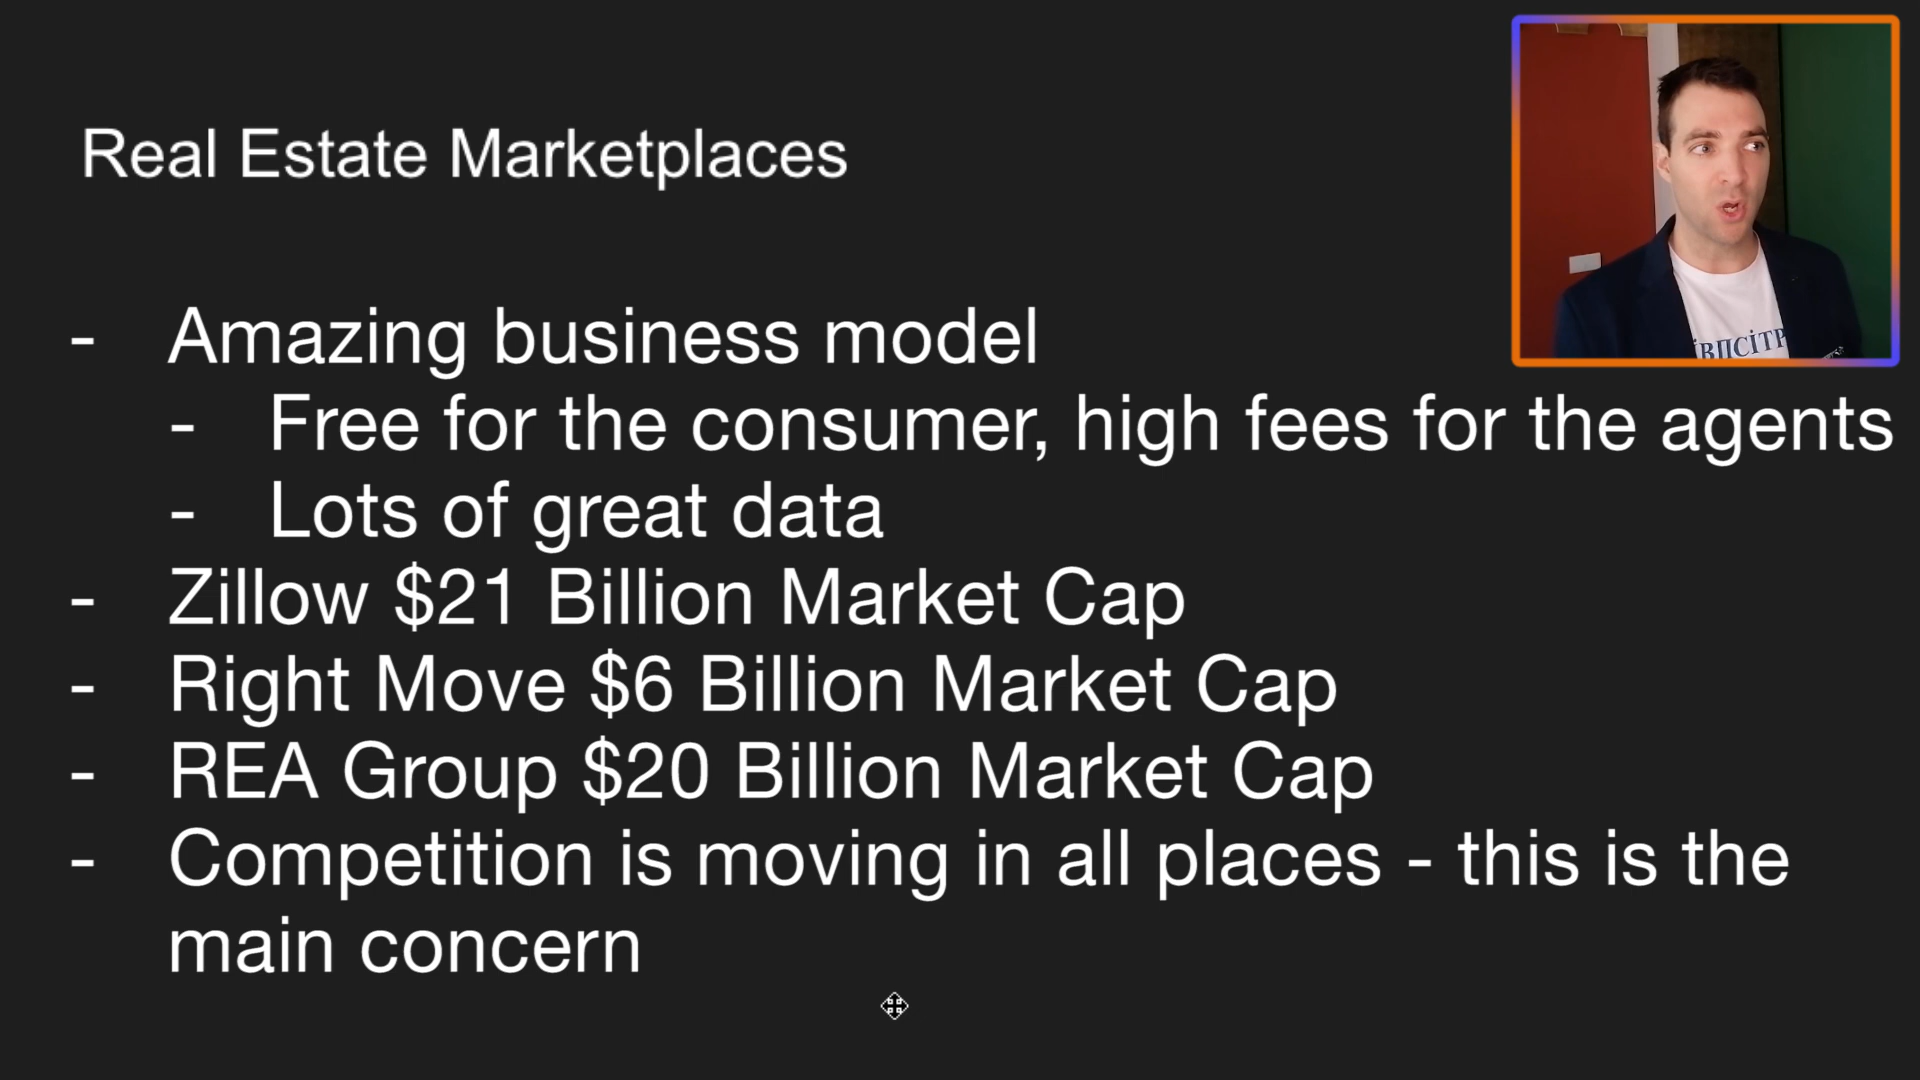 Real Estate Marketplaces
- Amazing business model
- Free for the consumer, high fees for the agents
- Lots of great data
- Zillow $21 Billion Market Cap
- Right Move $6 Billion Market Cap
- REA Group $20 Billion Market Cap
- Competition is moving in all places - this is the
main concern